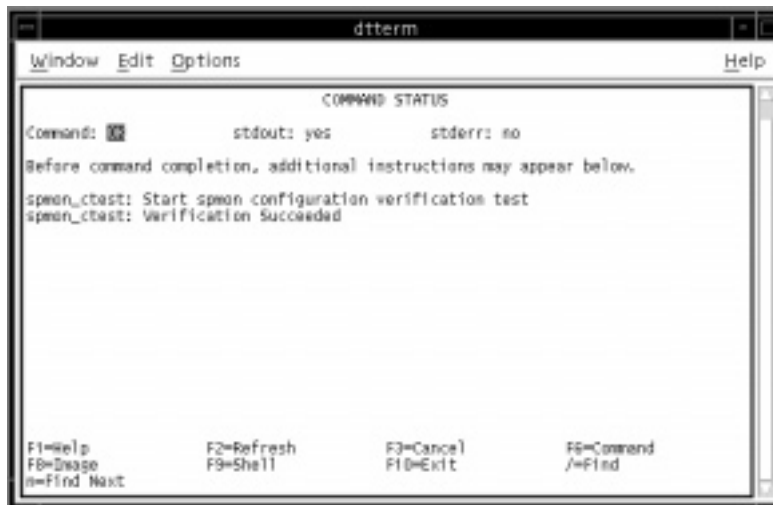 dtterm
Window Edit Options Help
COMMAND STATUS
Command: OK stdout: yes stderr: no
Before command completion, additional instructions may appear below.
spmon_ctest: Start spmon configuration verification test
spmon_ctest: Verification Succeeded
F1=Help F2=Refresh F3=Cancel F6=Command
F8=Image F9=Shell F10=Exit /=Find
n=Find Next